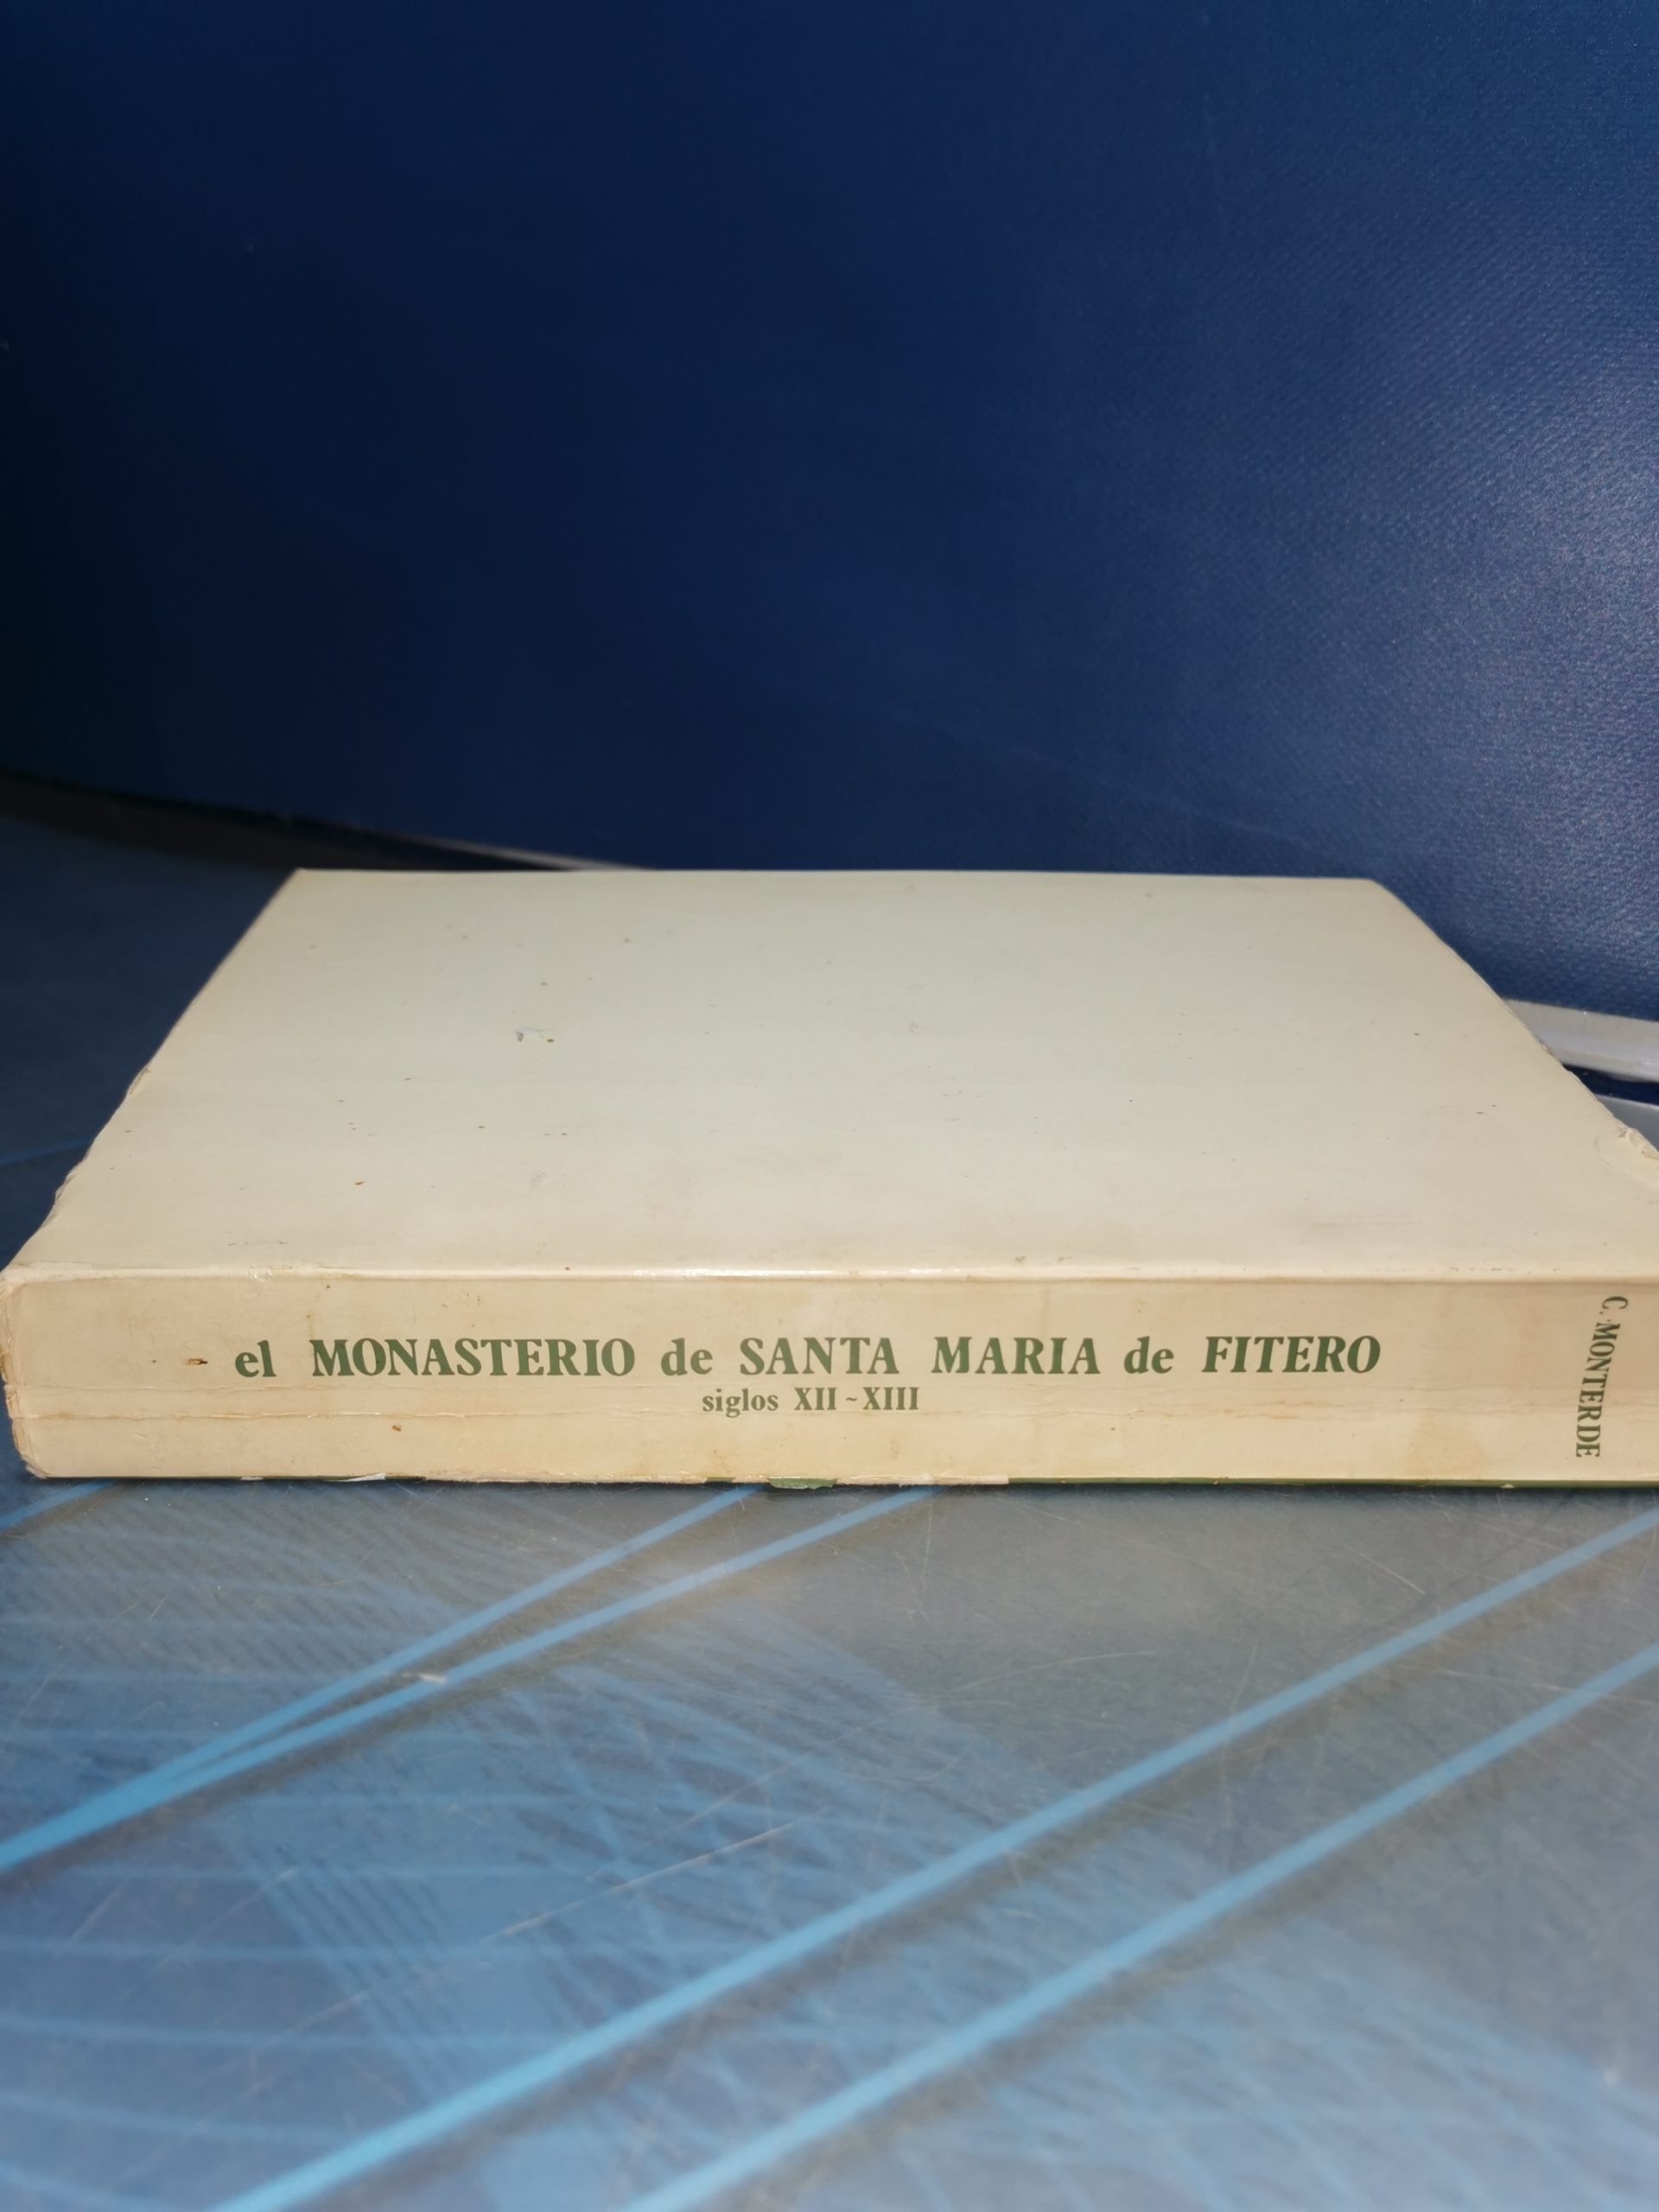 el MONASTERIO de SANTA MARIA de FITERO
siglos XII ~ XIII
C. MONTERDE